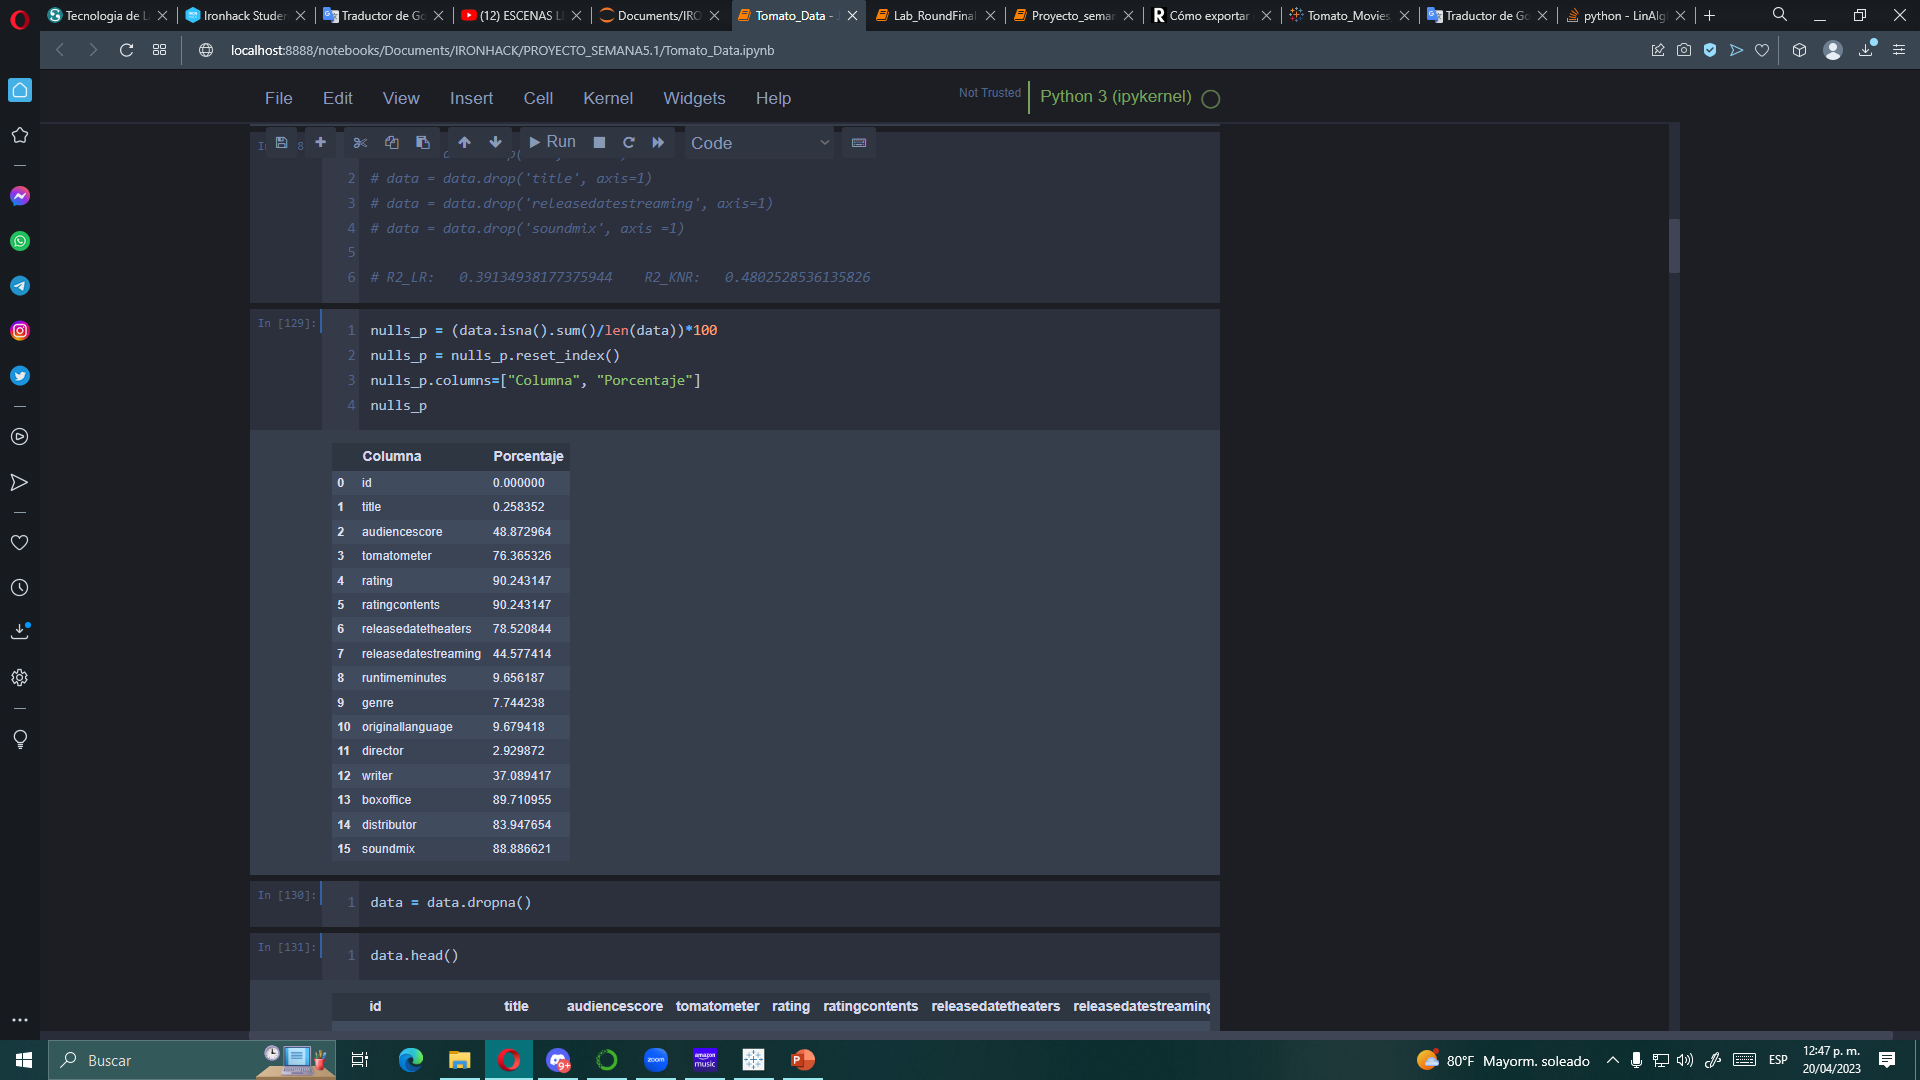 Tecnologia de L
Ironhack Studen
Traductor de Go
(12) ESCENAS L
Documents/IRO
Tomato_Data - J
Lab_RoundFinal
Proyecto_semar
Cómo exportar
Tomato_Movies
Traductor de Go
python - LinAlg
localhost:8888/notebooks/Documents/IRONHACK/PROYECTO_SEMANA5.1/Tomato_Data.ipynb
File Edit View Insert Cell Kernel Widgets Help
Not Trusted
Python 3 (ipykernel)
Run
Code
2 # data = data.drop('title', axis=1)
3 # data = data.drop('releasedatestreaming', axis=1)
4 # data = data.drop('soundmix', axis =1)
5
6 # R2_LR: 0.39134938177375944 R2_KNR: 0.4802528536135826
In [129]:
1 nulls_p = (data.isna().sum()/len(data))*100
2 nulls_p = nulls_p.reset_index()
3 nulls_p.columns=["Columna", "Porcentaje"]
4 nulls_p
Columna Porcentaje
0 id 0.000000
1 title 0.258352
2 audiencescore 48.872964
3 tomatometer 76.365326
4 rating 90.243147
5 ratingcontents 90.243147
6 releasedatetheaters 78.520844
7 releasedatestreaming 44.577414
8 runtimeminutes 9.656187
9 genre 7.744238
10 originallanguage 9.679418
11 director 2.929872
12 writer 37.089417
13 boxoffice 89.710955
14 distributor 83.947654
15 soundmix 88.886621
In [130]:
1 data = data.dropna()
In [131]:
1 data.head()
id title audiencescore tomatometer rating ratingcontents releasedatetheaters releasedatestreaming
Buscar
9+
zoom
amazon music
80°F Mayorm. soleado
ESP
12:47 p. m.
20/04/2023